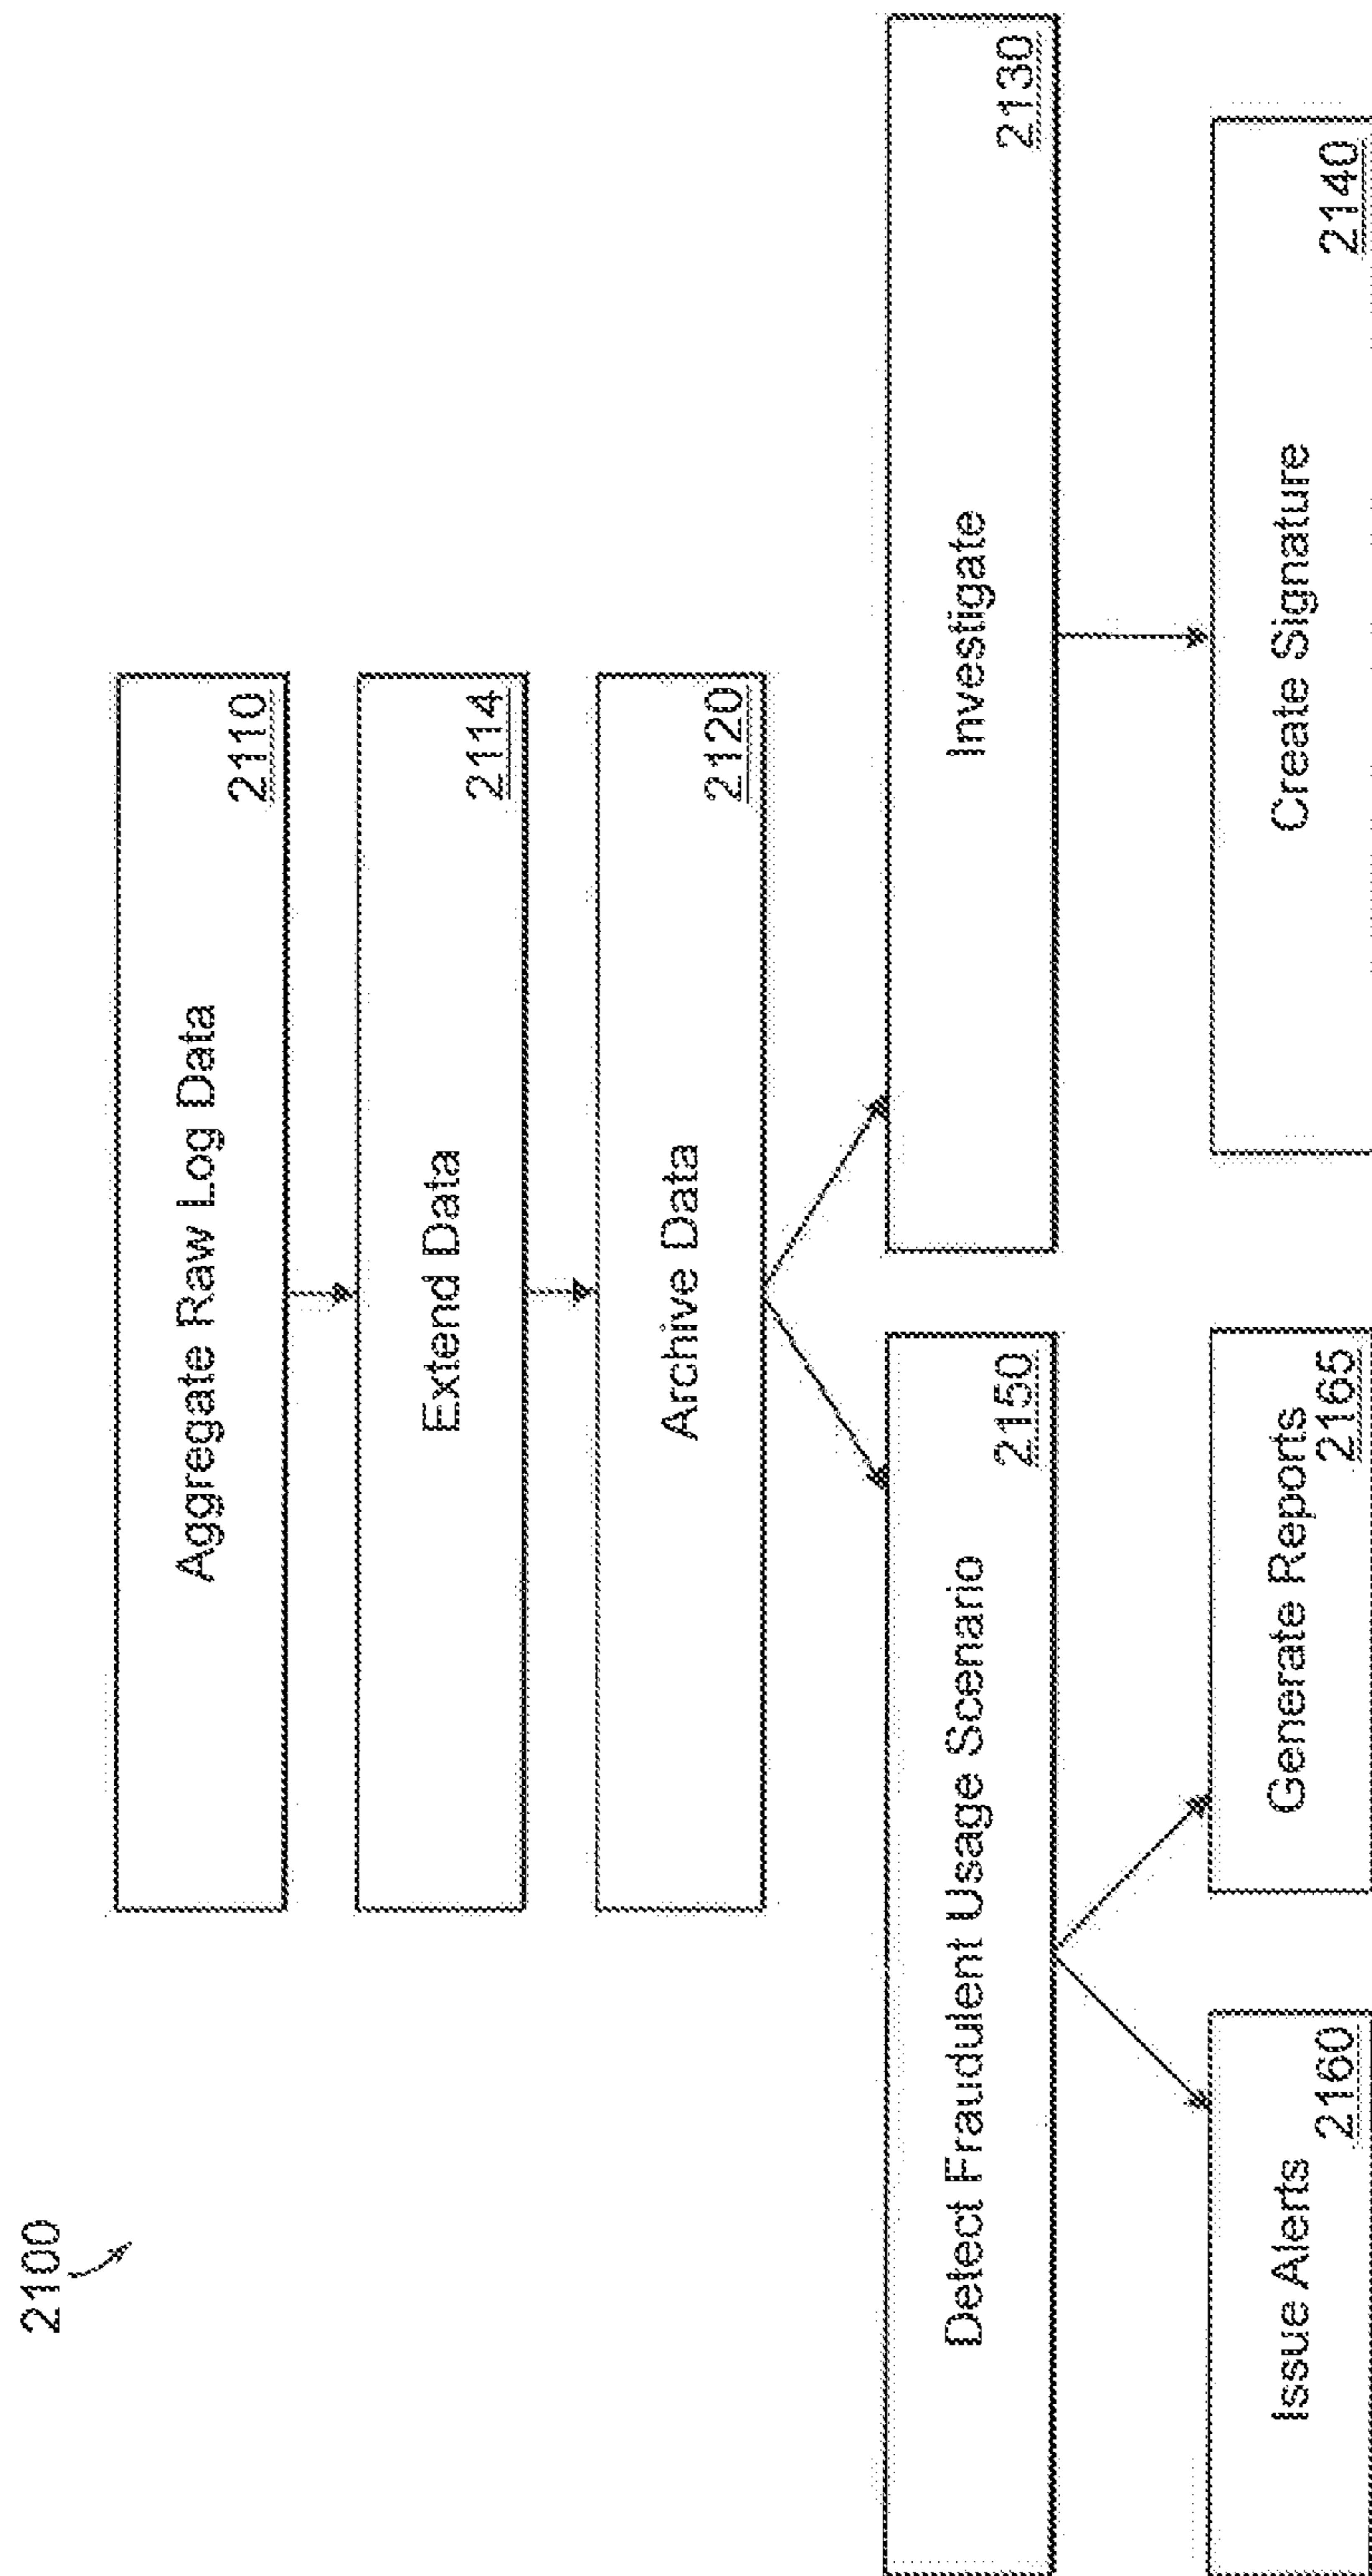 2100
Aggregate Raw Log Data
2110
Extend Data
2114
Archive Data
2120
Detect Fraudulent Usage Scenario
2150
Investigate
2130
Issue Alerts
2160
Generate Reports
2165
Create Signature
2140